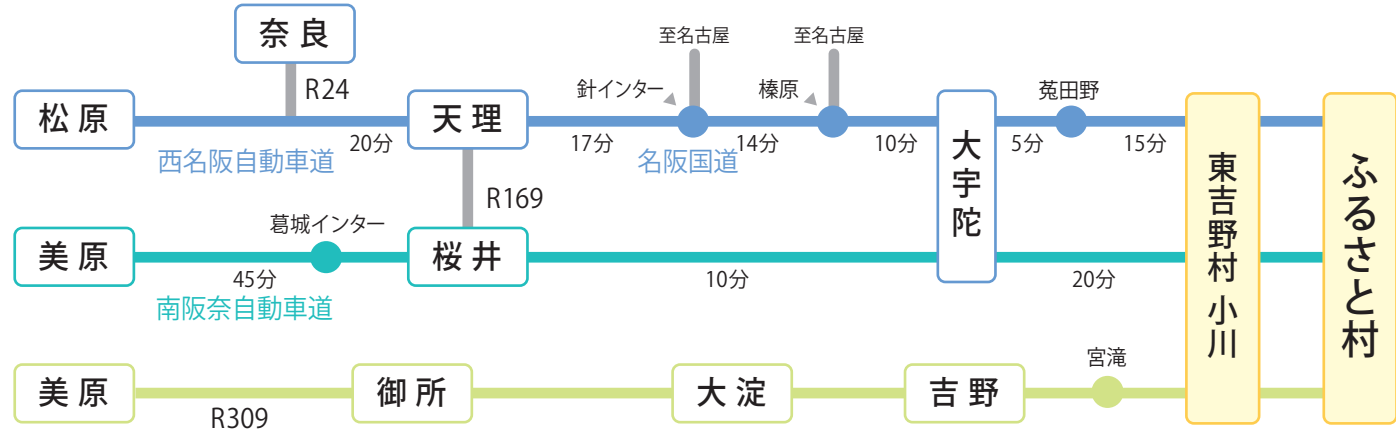 奈良
R24
至名古屋
至名古屋
針インター
榛原
菟田野
松原
天理
20分
17分
14分
10分
5分
15分
西名阪自動車道
名阪国道
大宇陀
東吉野村 小川
ふるさと村
R169
葛城インター
美原
桜井
45分
10分
20分
南阪奈自動車道
宮滝
美原
御所
大淀
吉野
R309